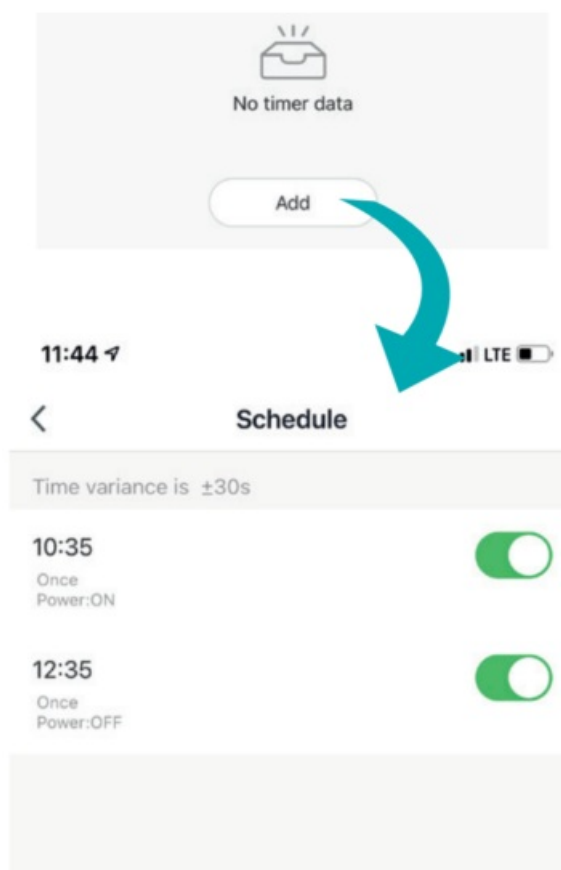 No timer data
Add
11:44
LTE
Schedule
Time variance is ±30s
10:35
Once
Power:ON
12:35
Once
Power:OFF